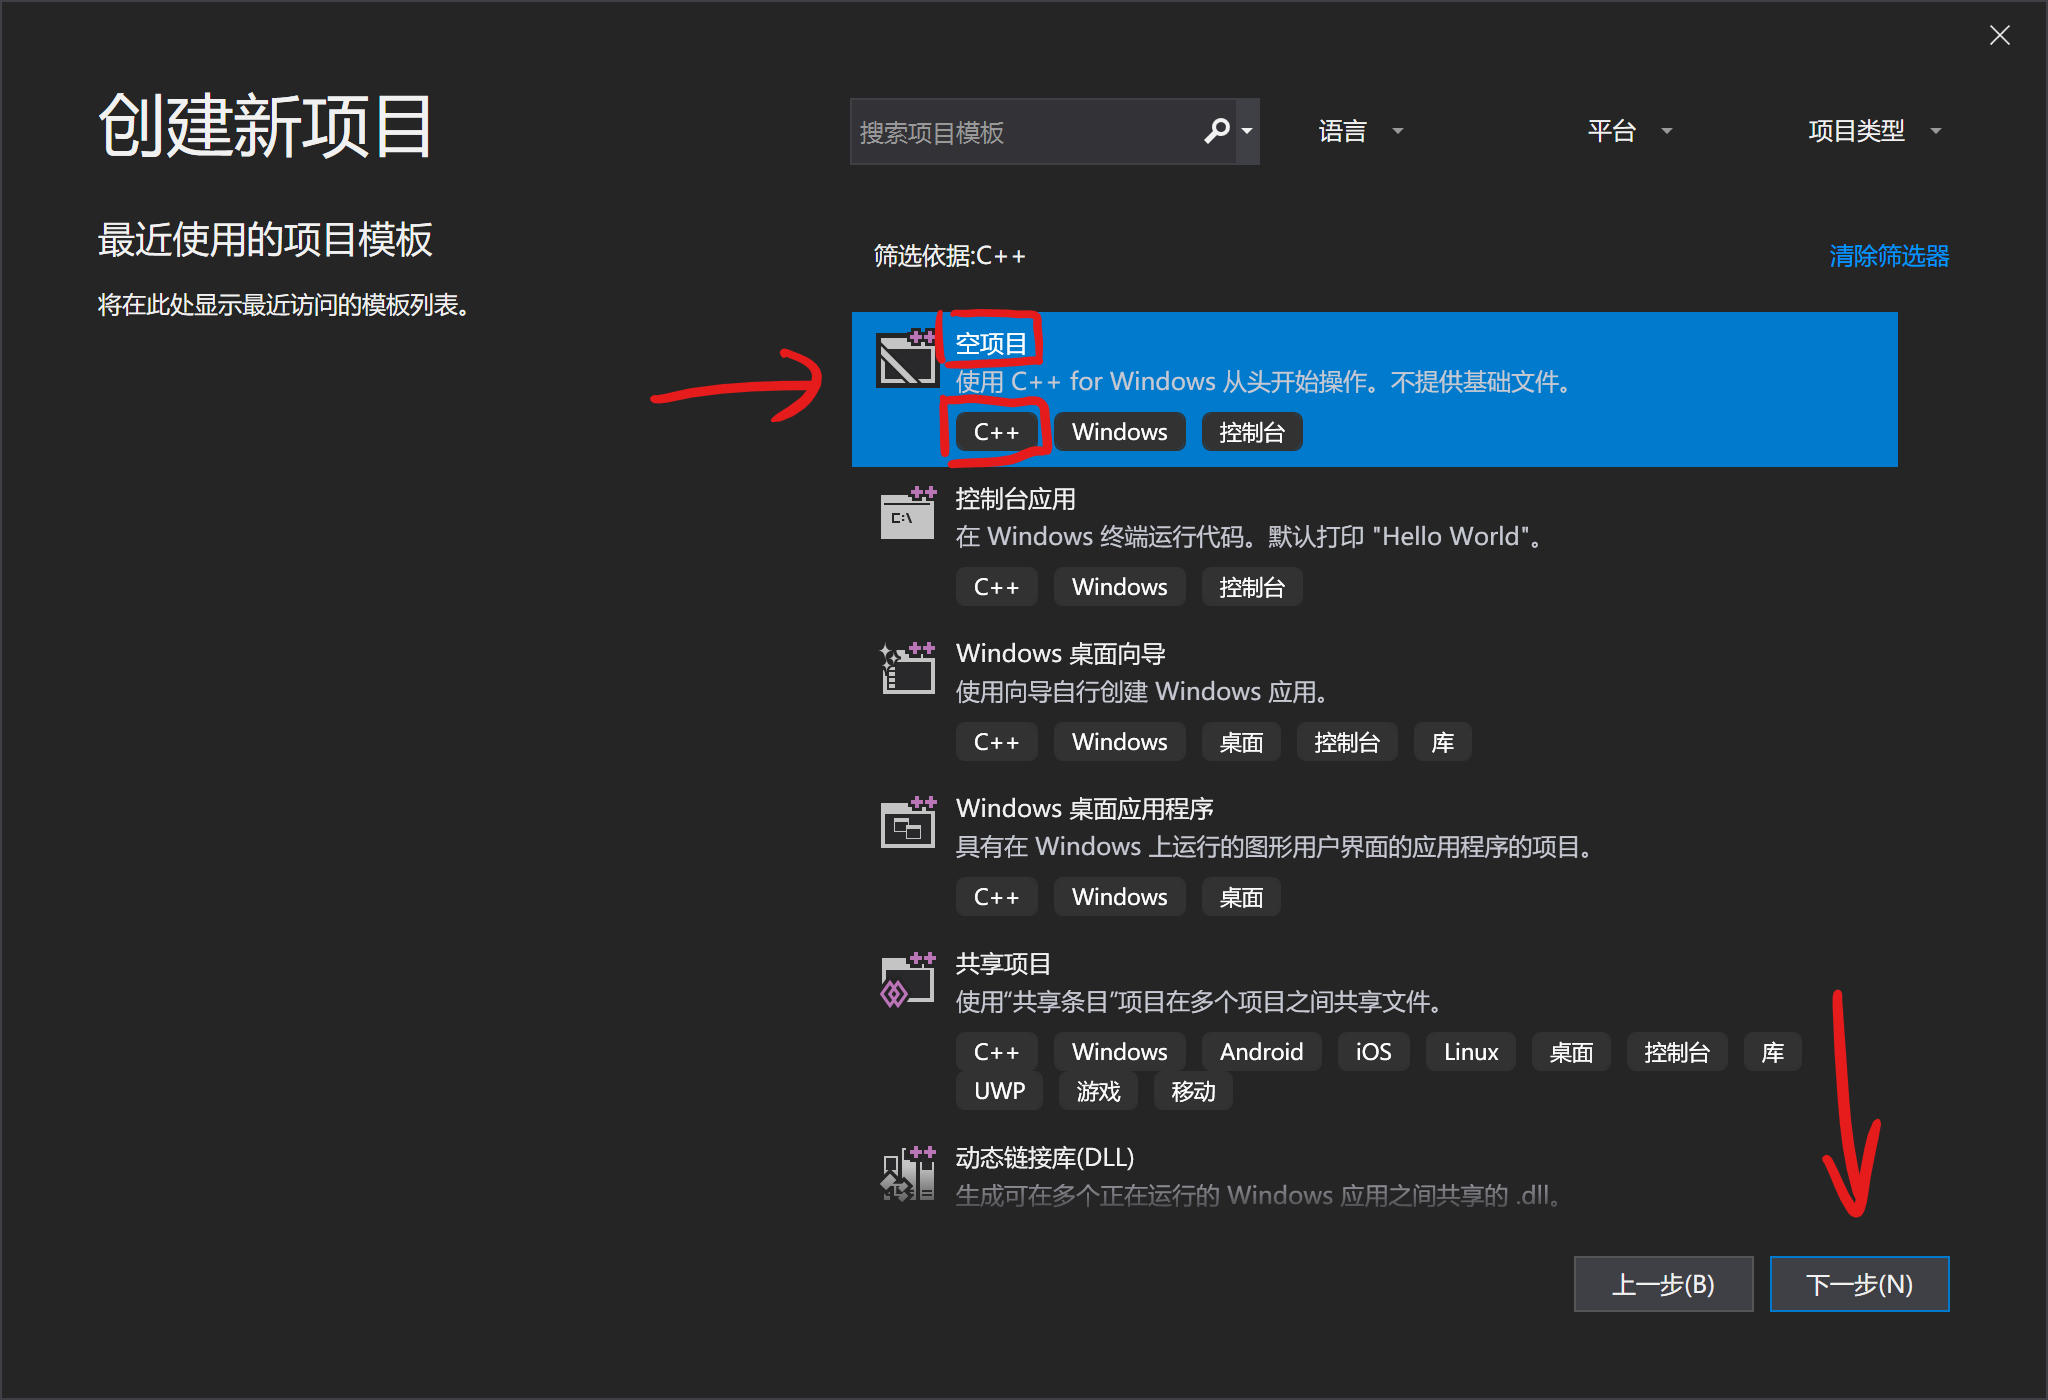 创建新项目
搜索项目模板
语言
平台
项目类型
最近使用的项目模板
将在此处显示最近访问的模板列表。
筛选依据:C++
清除筛选器
空项目
使用 C++ for Windows 从头开始操作。不提供基础文件。
C++ Windows 控制台
控制台应用
C:\
在 Windows 终端运行代码。默认打印 "Hello World"。
C++ Windows 控制台
Windows 桌面向导
使用向导自行创建 Windows 应用。
C++ Windows 桌面 控制台 库
Windows 桌面应用程序
具有在 Windows 上运行的图形用户界面的应用程序的项目。
C++ Windows 桌面
共享项目
使用“共享条目”项目在多个项目之间共享文件。
C++ Windows Android iOS Linux 桌面 控制台 库
UWP 游戏 移动
动态链接库(DLL)
生成可在多个正在运行的 Windows 应用之间共享的 .dll。
上一步(B)
下一步(N)